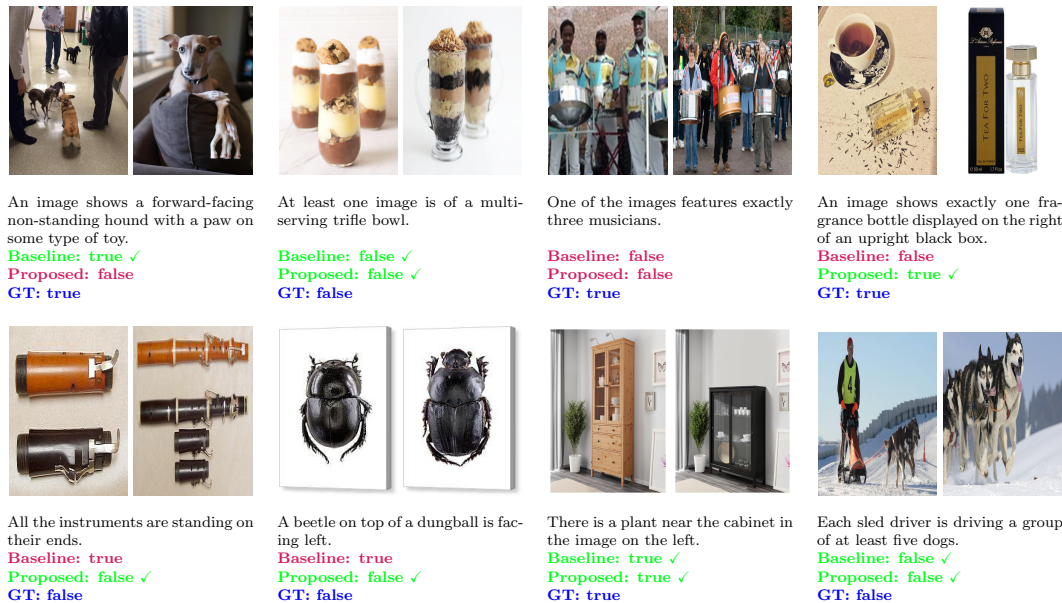 L'Artisan Parfumeur
TEA FOR TWO
TEA FOR TWO
4
An image shows a forward-facing
non-standing hound with a paw on
some type of toy.
Baseline: true ✓
Proposed: false
GT: true
At least one image is of a multi-
serving trifle bowl.
Baseline: false ✓
Proposed: false ✓
GT: false
One of the images features exactly
three musicians.
Baseline: false
Proposed: false
GT: true
An image shows exactly one fra-
grance bottle displayed on the right
of an upright black box.
Baseline: false
Proposed: true ✓
GT: true
All the instruments are standing on
their ends.
Baseline: true
Proposed: false ✓
GT: false
A beetle on top of a dungball is fac-
ing left.
Baseline: true
Proposed: false ✓
GT: false
There is a plant near the cabinet in
the image on the left.
Baseline: true ✓
Proposed: true ✓
GT: true
Each sled driver is driving a group
of at least five dogs.
Baseline: false ✓
Proposed: false ✓
GT: false